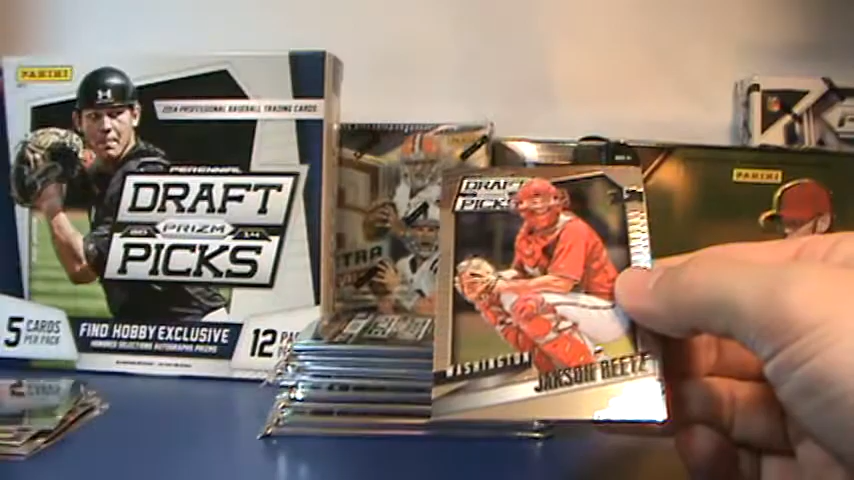 PANINI
2014 PROFESSIONAL BASEBALL TRADING CARDS
PERENNIAL
DRAFT
PRIZM
PICKS
5 CARDS
PER PACK
FIND HOBBY EXCLUSIVE
12
TRA
DRAFT
PICKS
WASHINGTON
JAKSON REETZ
PANINI